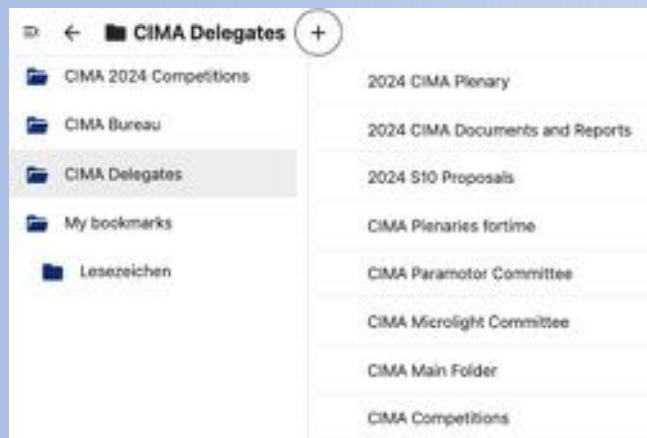 CIMA Delegates
CIMA 2024 Competitions
CIMA Bureau
CIMA Delegates
My bookmarks
Lesezeichen
2024 CIMA Plenary
2024 CIMA Documents and Reports
2024 S10 Proposals
CIMA Plenaries fortime
CIMA Paramotor Committee
CIMA Microlight Committee
CIMA Main Folder
CIMA Competitions